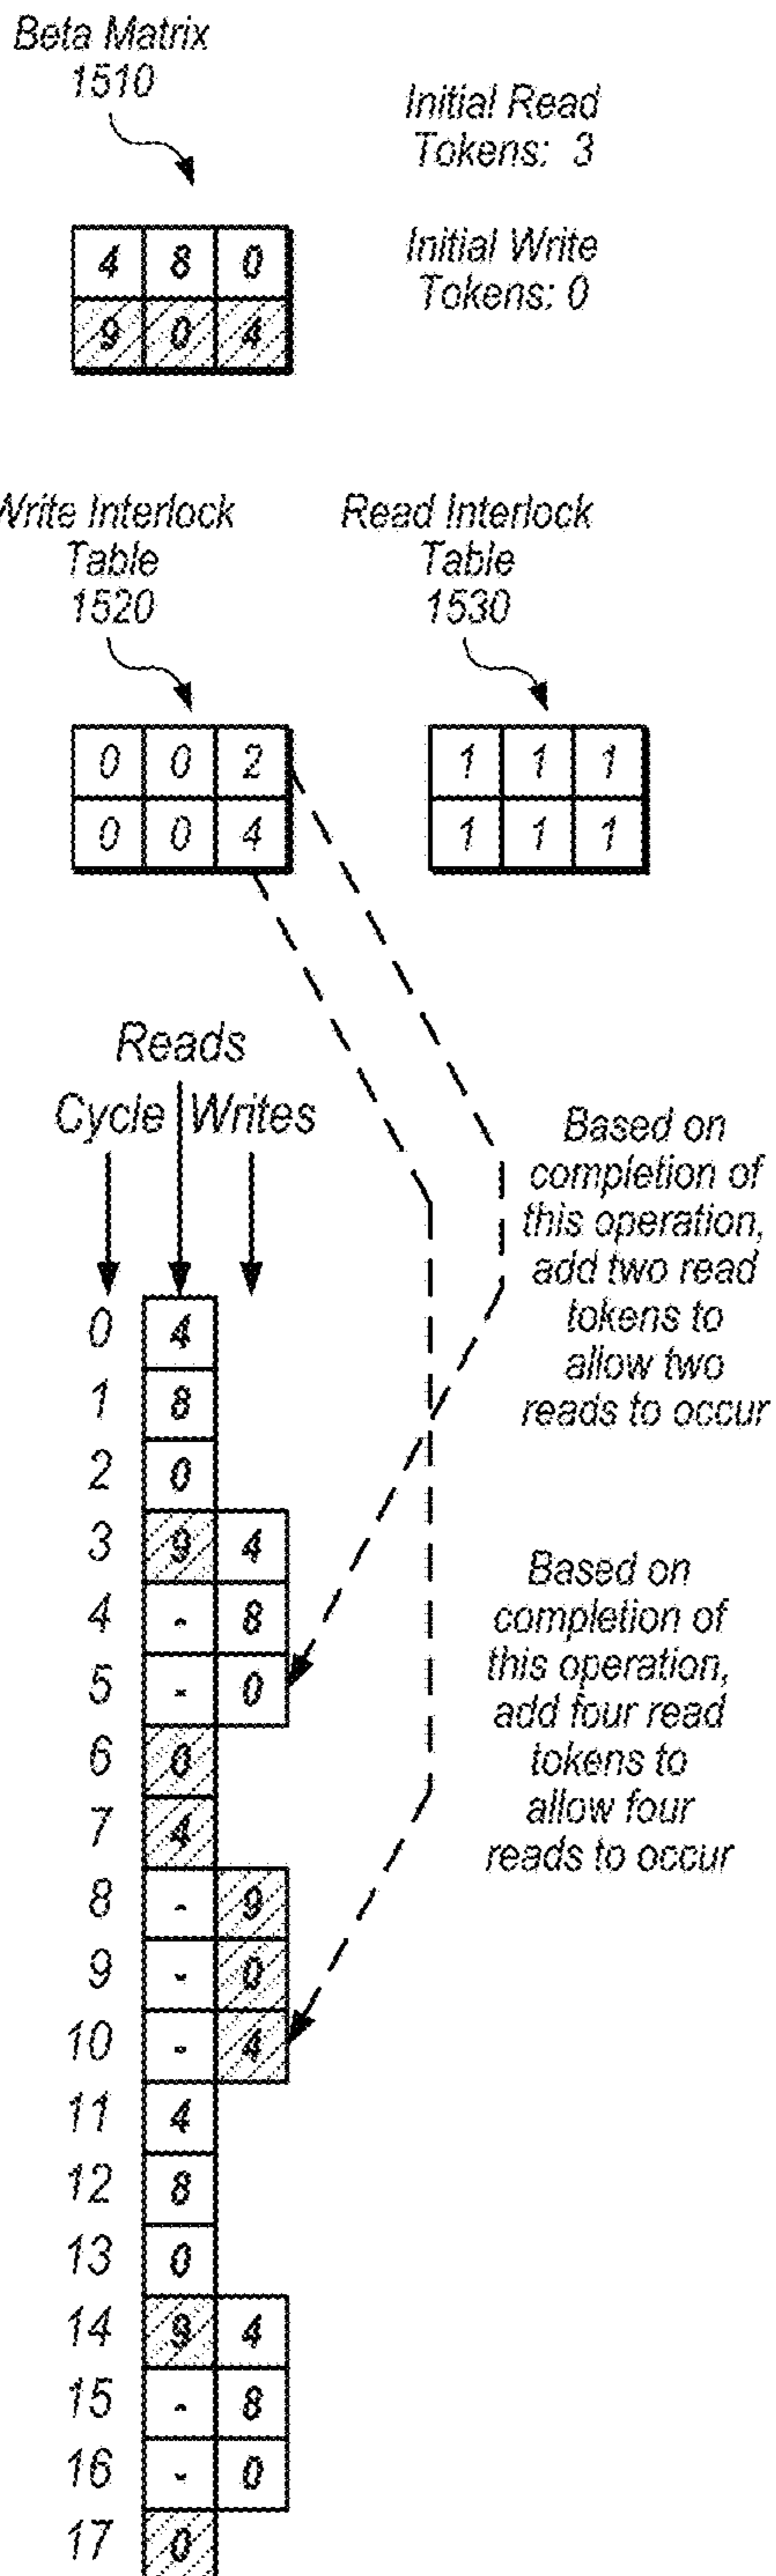 Beta Matrix
1510
Initial Read
Tokens: 3
Initial Write
Tokens: 0
4 8 0
9 0 4
Write Interlock
Table
1520
Read Interlock
Table
1530
0 0 2
0 0 4
1 1 1
1 1 1
Reads
Cycle Writes
Based on
completion of
this operation,
add two read
tokens to
allow two
reads to occur
Based on
completion of
this operation,
add four read
tokens to
allow four
reads to occur
0 4
1 8
2 0
3 9 4
4 - 8
5 - 0
6 0
7 4
8 - 9
9 - 0
10 - 4
11 4
12 8
13 0
14 9 4
15 - 8
16 - 0
17 0